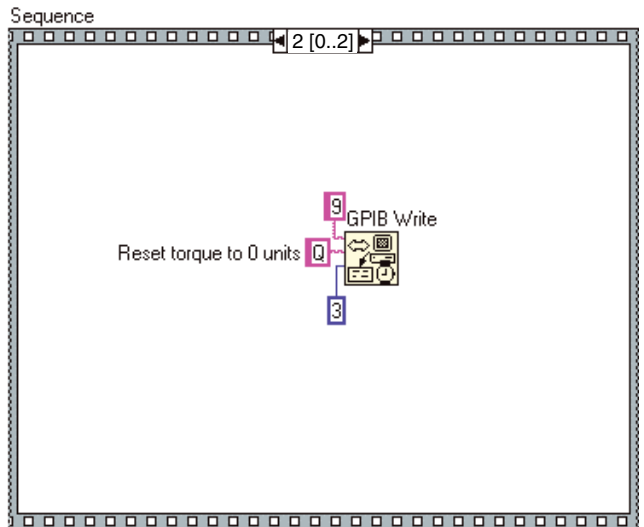 Sequence
2 [0..2]
9
GPIB Write
Reset torque to 0 units Q
3